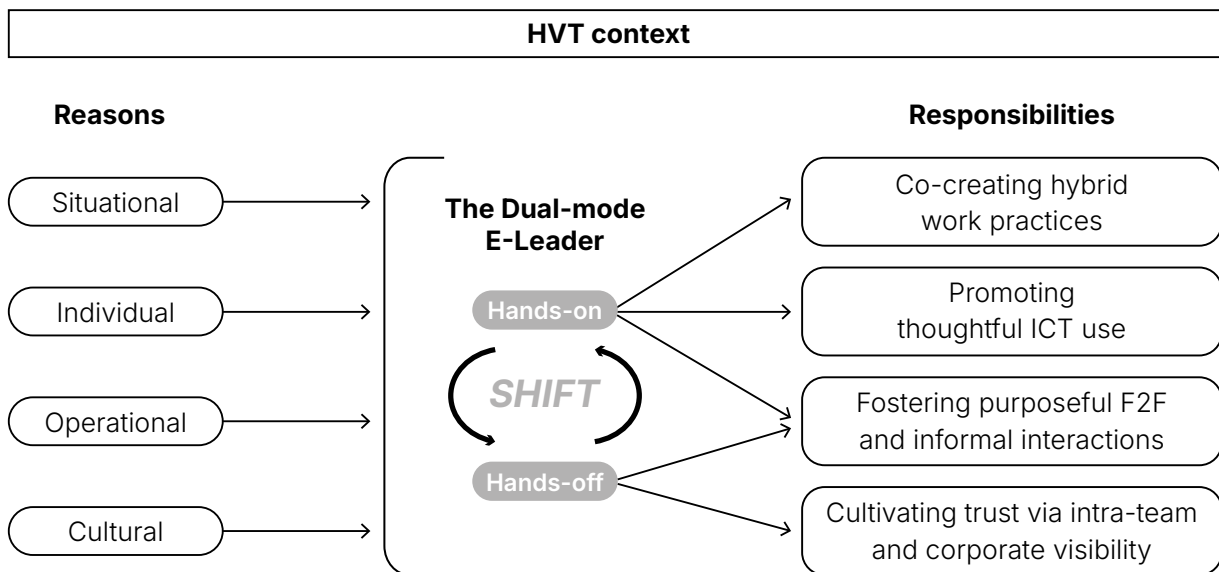 HVT context
Reasons
Responsibilities
Situational
Individual
Operational
Cultural
The Dual-mode
E-Leader
Hands-on
SHIFT
Hands-off
Co-creating hybrid
work practices
Promoting
thoughtful ICT use
Fostering purposeful F2F
and informal interactions
Cultivating trust via intra-team
and corporate visibility